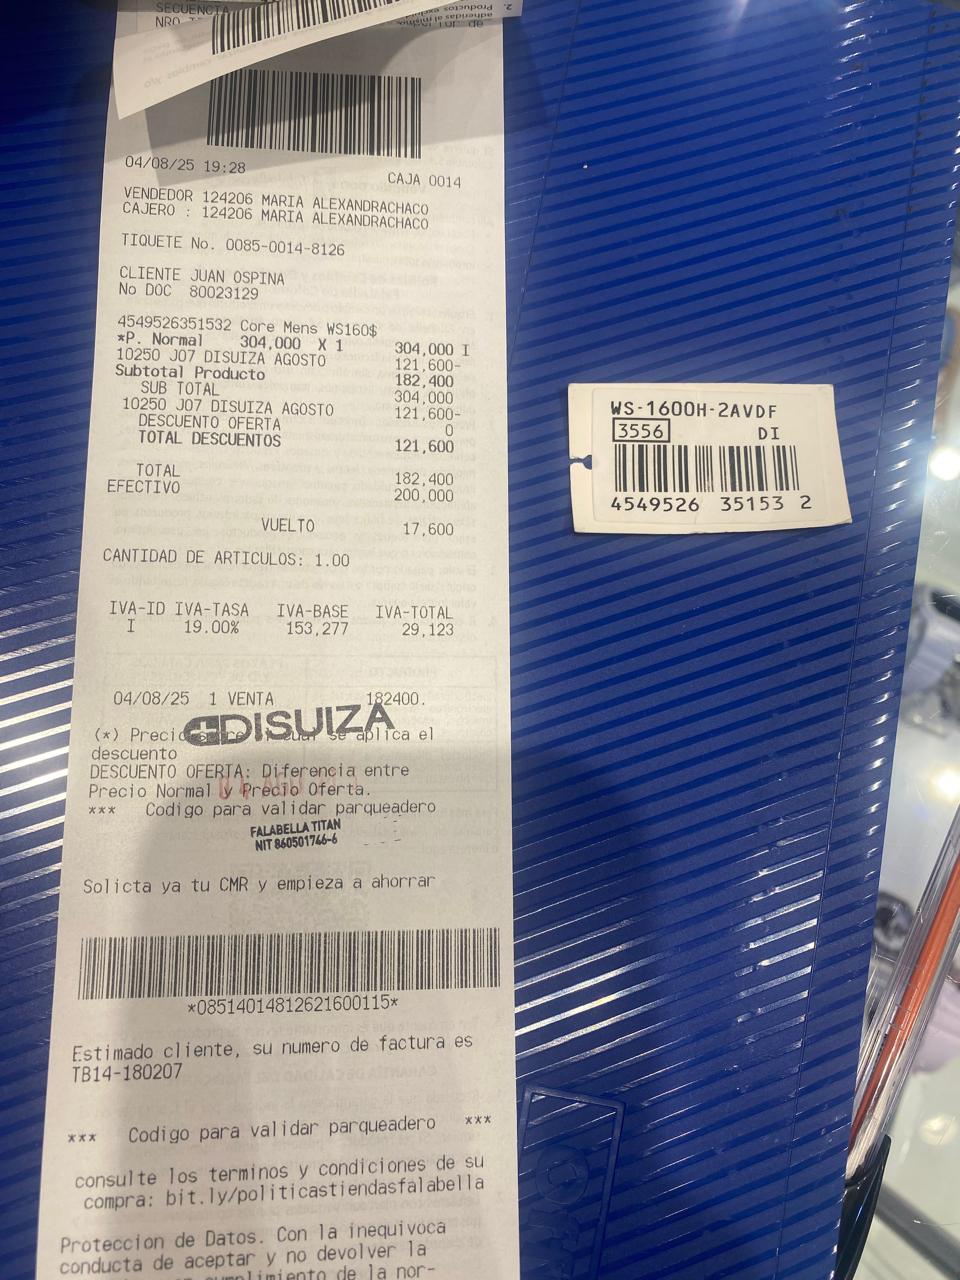 SECUENCIA
NRO
04/08/25 19:28 CAJA 0014
VENDEDOR 124206 MARIA ALEXANDRACHACO
CAJERO : 124206 MARIA ALEXANDRACHACO
TIQUETE No. 0085-0014-8126
CLIENTE JUAN OSPINA
No DOC 80023129
4549526351532 Core Mens WS160$
*P. Normal 304,000 X 1 304,000 I
10250 J07 DISUIZA AGOSTO 121,600-
Subtotal Producto 182,400
SUB TOTAL 304,000
10250 J07 DISUIZA AGOSTO 121,600-
DESCUENTO OFERTA 0
TOTAL DESCUENTOS 121,600
TOTAL 182,400
EFECTIVO 200,000
VUELTO 17,600
CANTIDAD DE ARTICULOS: 1.00
IVA-ID IVA-TASA IVA-BASE IVA-TOTAL
I 19.00% 153,277 29,123
04/08/25 1 VENTA 182400.
DISUIZA
(*) Precio se aplica el
descuento
DESCUENTO OFERTA: Diferencia entre
Precio Normal y Precio Oferta.
*** Codigo para validar parqueadero
FALABELLA TITAN
NIT 860501746-6
Solicta ya tu CMR y empieza a ahorrar
*08514014812621600115*
Estimado cliente, su numero de factura es
TB14-180207
*** Codigo para validar parqueadero ***
consulte los terminos y condiciones de su
compra: bit.ly/politicastiendasfalabella
Proteccion de Datos. Con la inequivoca
conducta de aceptar y no devolver la
cumplimiento de la nor-
WS-1600H-2AVDF
3556 DI
4549526 35153 2